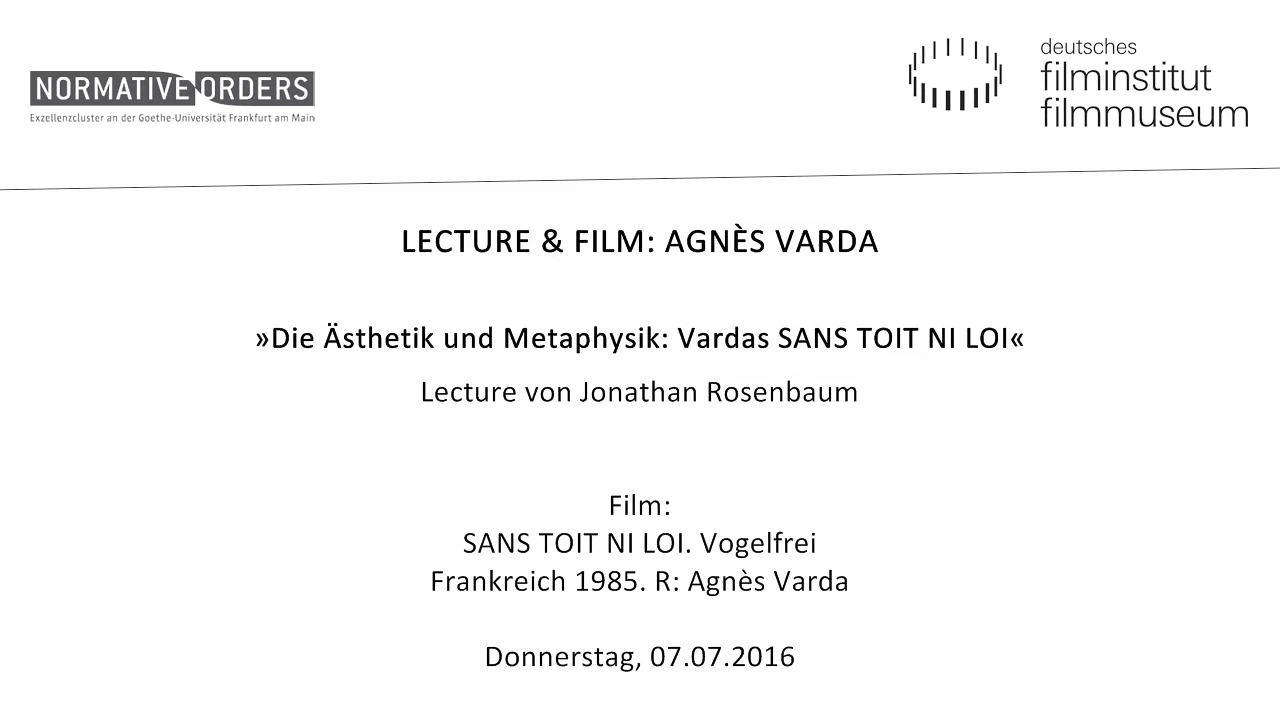 NORMATIVE ORDERS
Exzellenzcluster an der Goethe-Universität Frankfurt am Main
deutsches
filminstitut
filmmuseum
LECTURE & FILM: AGNÈS VARDA
»Die Ästhetik und Metaphysik: Vardas SANS TOIT NI LOI«
Lecture von Jonathan Rosenbaum
Film:
SANS TOIT NI LOI. Vogelfrei
Frankreich 1985. R: Agnès Varda
Donnerstag, 07.07.2016